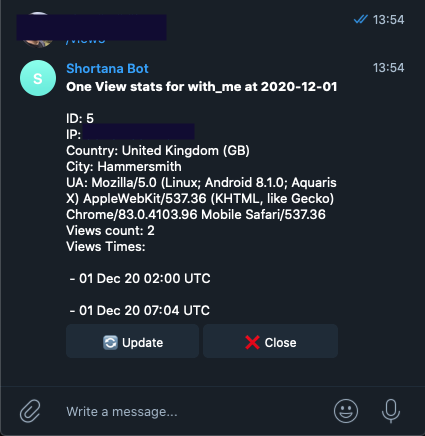 13:54
/views
Shortana Bot 13:54
S
One View stats for with_me at 2020-12-01
ID: 5
IP:
Country: United Kingdom (GB)
City: Hammersmith
UA: Mozilla/5.0 (Linux; Android 8.1.0; Aquaris
X) AppleWebKit/537.36 (KHTML, like Gecko)
Chrome/83.0.4103.96 Mobile Safari/537.36
Views count: 2
Views Times:
- 01 Dec 20 02:00 UTC
- 01 Dec 20 07:04 UTC
Update Close
Write a message...